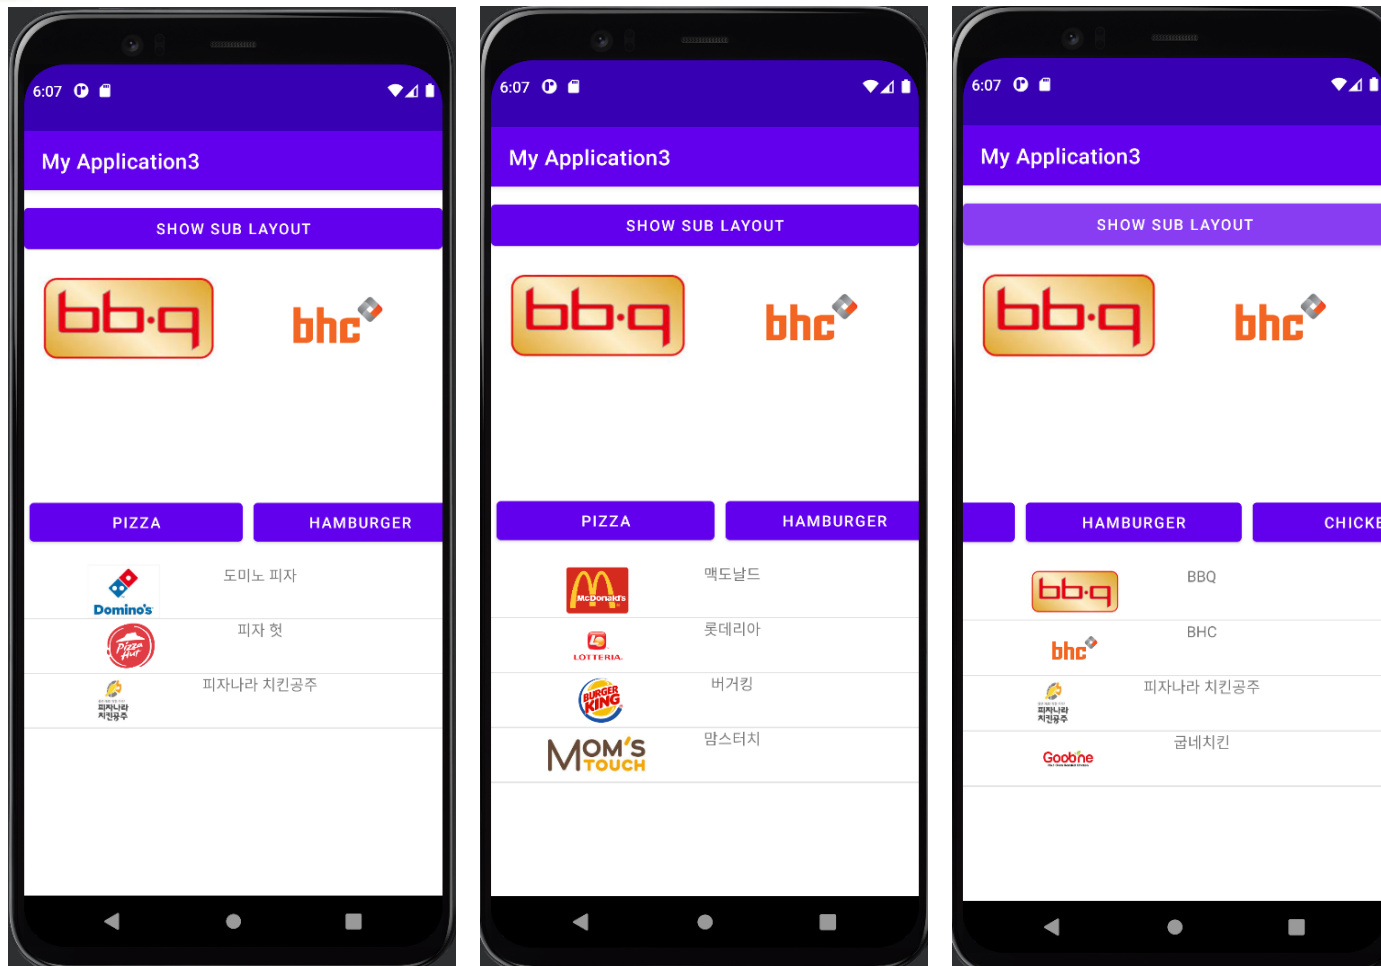 6:07
My Application3
SHOW SUB LAYOUT
bb·q
bhc
PIZZA HAMBURGER
Domino's
도미노 피자
Pizza Hut
피자 헛
피자나라
치킨공주
피자나라 치킨공주
6:07
My Application3
SHOW SUB LAYOUT
bb·q
bhc
PIZZA HAMBURGER
McDonald's
맥도날드
LOTTERIA
롯데리아
BURGER
KING
버거킹
MOM'S
TOUCH
맘스터치
6:07
My Application3
SHOW SUB LAYOUT
bb·q
bhc
HAMBURGER CHICKE
bb·q
BBQ
bhc
BHC
피자나라
치킨공주
피자나라 치킨공주
Goobne
굽네치킨